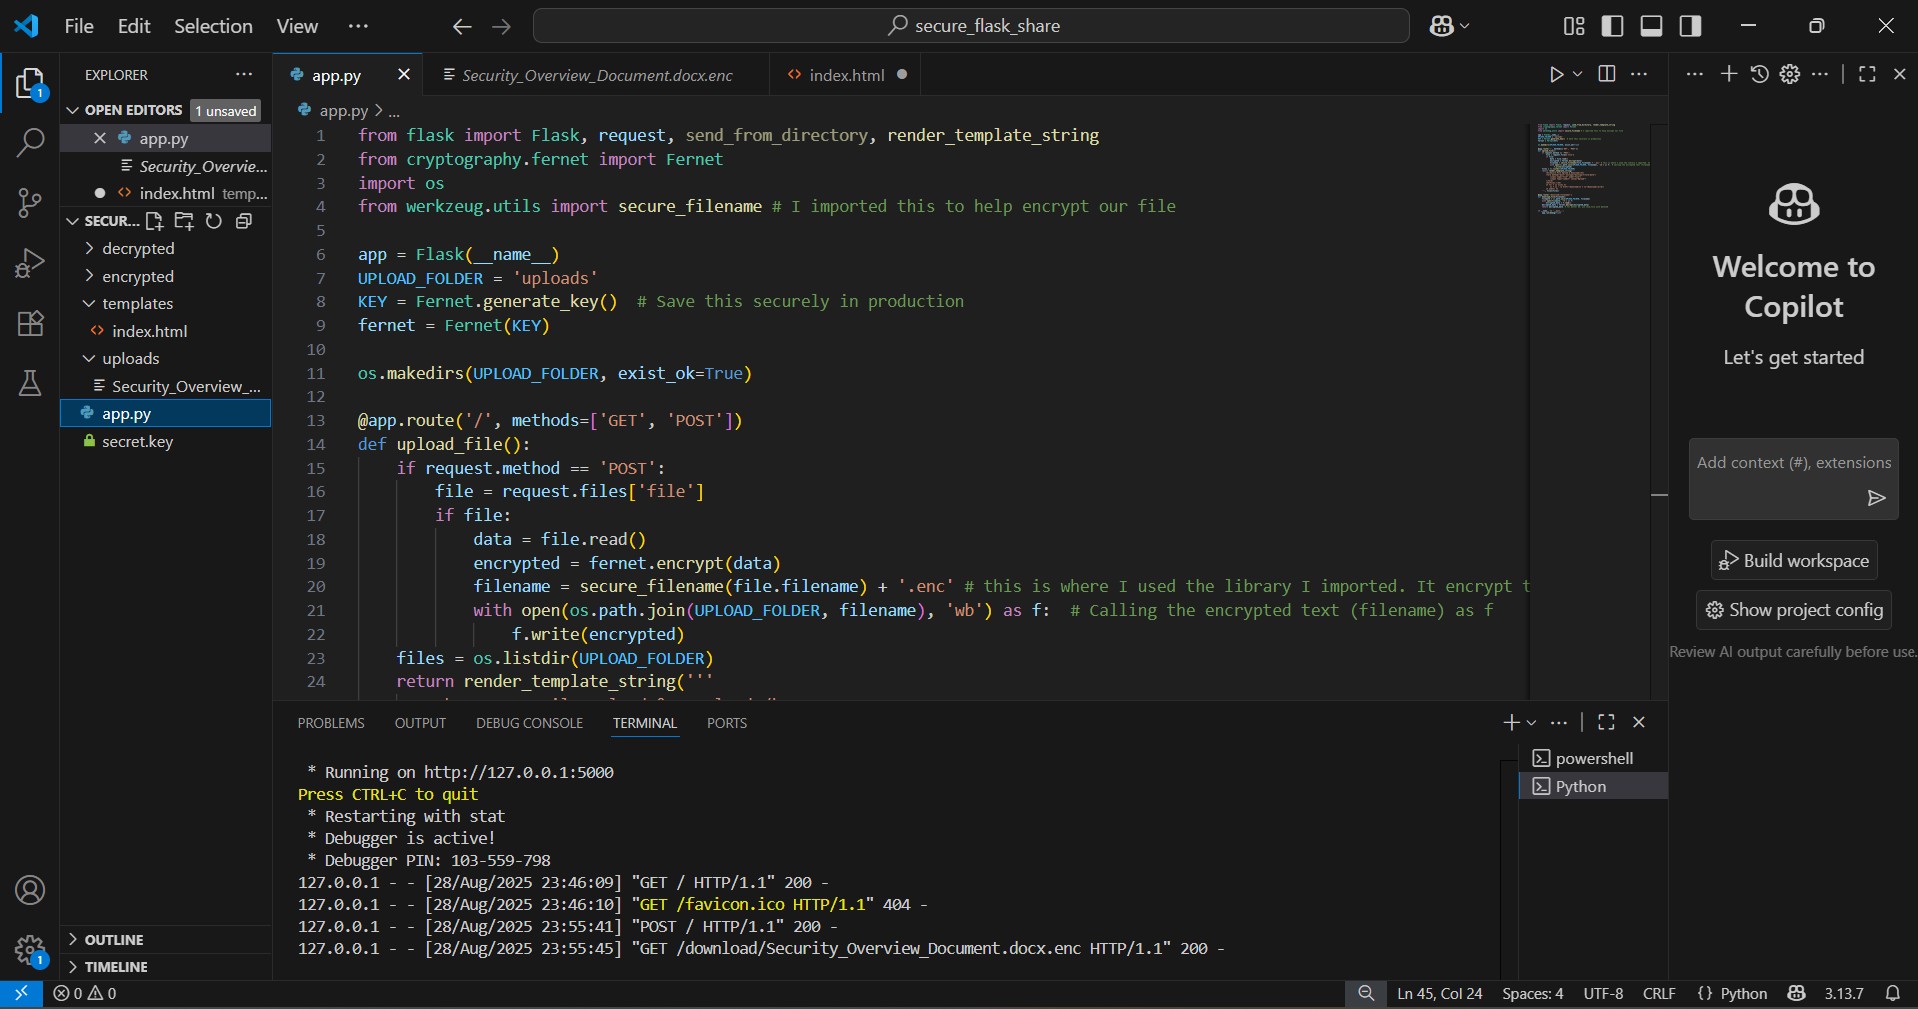 File Edit Selection View ··· secure_flask_share
EXPLORER ···
OPEN EDITORS 1 unsaved
app.py
Security_Overvie...
index.html temp...
SECUR...
decrypted
encrypted
templates
index.html
uploads
Security_Overview_...
app.py
secret.key
OUTLINE
TIMELINE
app.py Security_Overview_Document.docx.enc index.html
app.py > ...
1 from flask import Flask, request, send_from_directory, render_template_string
2 from cryptography.fernet import Fernet
3 import os
4 from werkzeug.utils import secure_filename # I imported this to help encrypt our file
5
6 app = Flask(__name__)
7 UPLOAD_FOLDER = 'uploads'
8 KEY = Fernet.generate_key()  # Save this securely in production
9 fernet = Fernet(KEY)
10
11 os.makedirs(UPLOAD_FOLDER, exist_ok=True)
12
13 @app.route('/', methods=['GET', 'POST'])
14 def upload_file():
15     if request.method == 'POST':
16         file = request.files['file']
17         if file:
18             data = file.read()
19             encrypted = fernet.encrypt(data)
20             filename = secure_filename(file.filename) + '.enc' # this is where I used the library I imported. It encrypt t
21             with open(os.path.join(UPLOAD_FOLDER, filename), 'wb') as f:  # Calling the encrypted text (filename) as f
22                 f.write(encrypted)
23     files = os.listdir(UPLOAD_FOLDER)
24     return render_template_string('''
PROBLEMS OUTPUT DEBUG CONSOLE TERMINAL PORTS
* Running on http://127.0.0.1:5000
Press CTRL+C to quit
* Restarting with stat
* Debugger is active!
* Debugger PIN: 103-559-798
127.0.0.1 - - [28/Aug/2025 23:46:09] "GET / HTTP/1.1" 200 -
127.0.0.1 - - [28/Aug/2025 23:46:10] "GET /favicon.ico HTTP/1.1" 404 -
127.0.0.1 - - [28/Aug/2025 23:55:41] "POST / HTTP/1.1" 200 -
127.0.0.1 - - [28/Aug/2025 23:55:45] "GET /download/Security_Overview_Document.docx.enc HTTP/1.1" 200 -
powershell
Python
Welcome to
Copilot
Let's get started
Add context (#), extensions
Build workspace
Show project config
Review AI output carefully before use.
0 0 Ln 45, Col 24 Spaces: 4 UTF-8 CRLF {} Python 3.13.7